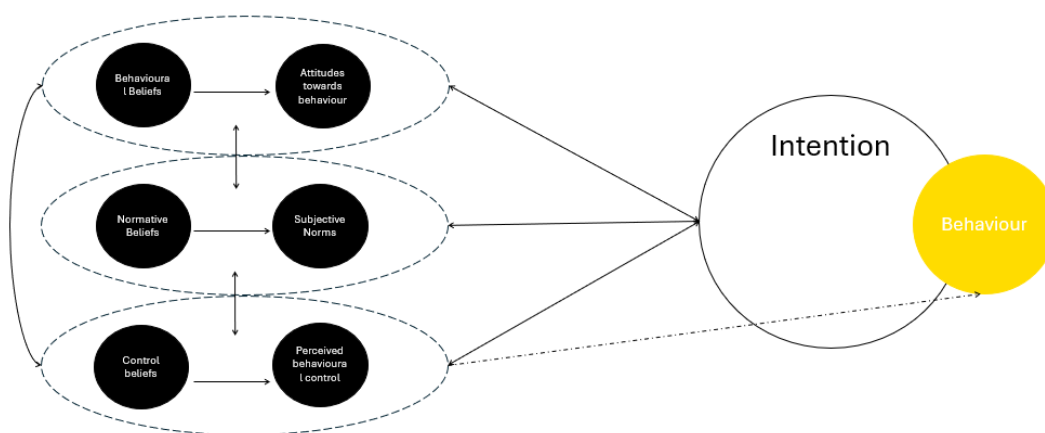 Behavioura
l Beliefs
Attitudes
towards
behaviour
Intention
Normative
Beliefs
Subjective
Norms
Behaviour
Control
beliefs
Perceived
behavioura
l control